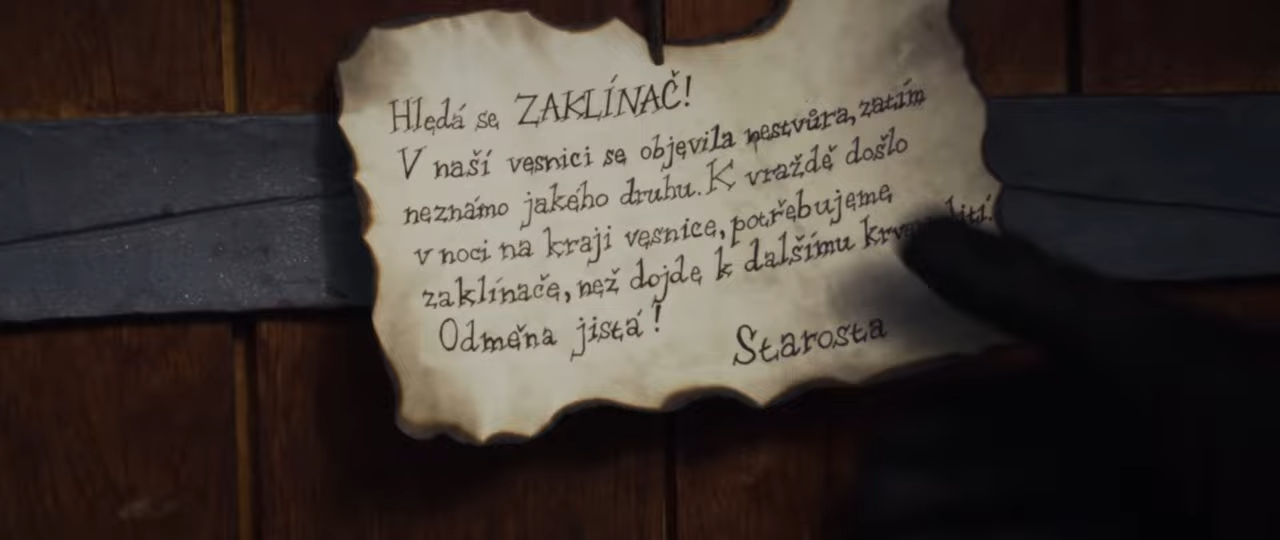 Hledá se ZAKLÍNAČ!
V naší vesnici se objevila nestvůra, zatím
neznámo jakého druhu. K vraždě došlo
v noci na kraji vesnice, potřebujeme
zaklínače, než dojde k dalšímu
Odměna jistá!
Starosta